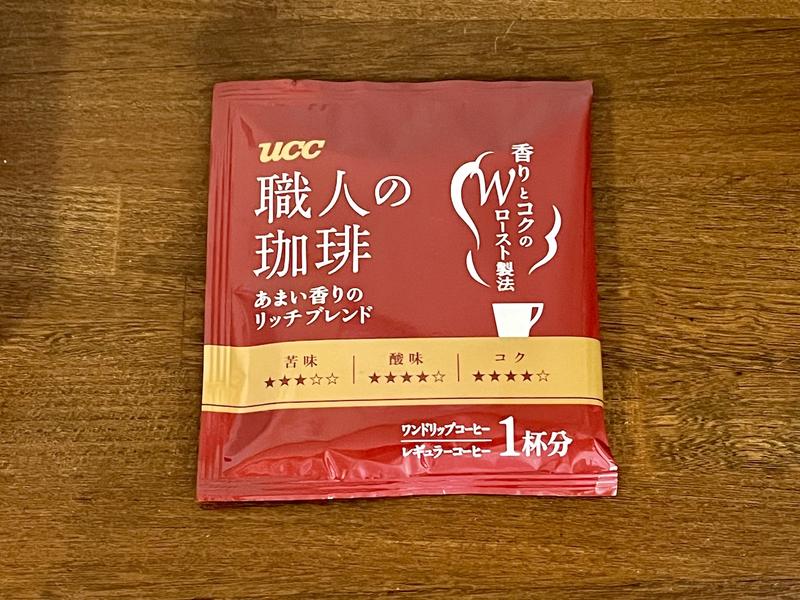 ucc
職人の
珈琲
あまい香りの
リッチブレンド
香りとコクの
Wロースト製法
苦味
★★★☆☆
酸味
★★★★☆
コク
★★★★☆
ワンドリップコーヒー
レギュラーコーヒー
1杯分